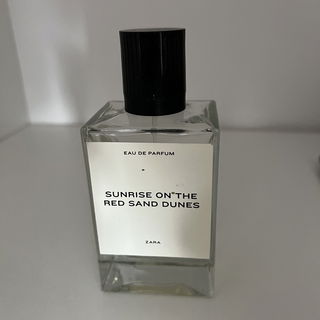 EAU DE PARFUM
SUNRISE ON THE
RED SAND DUNES
ZARA